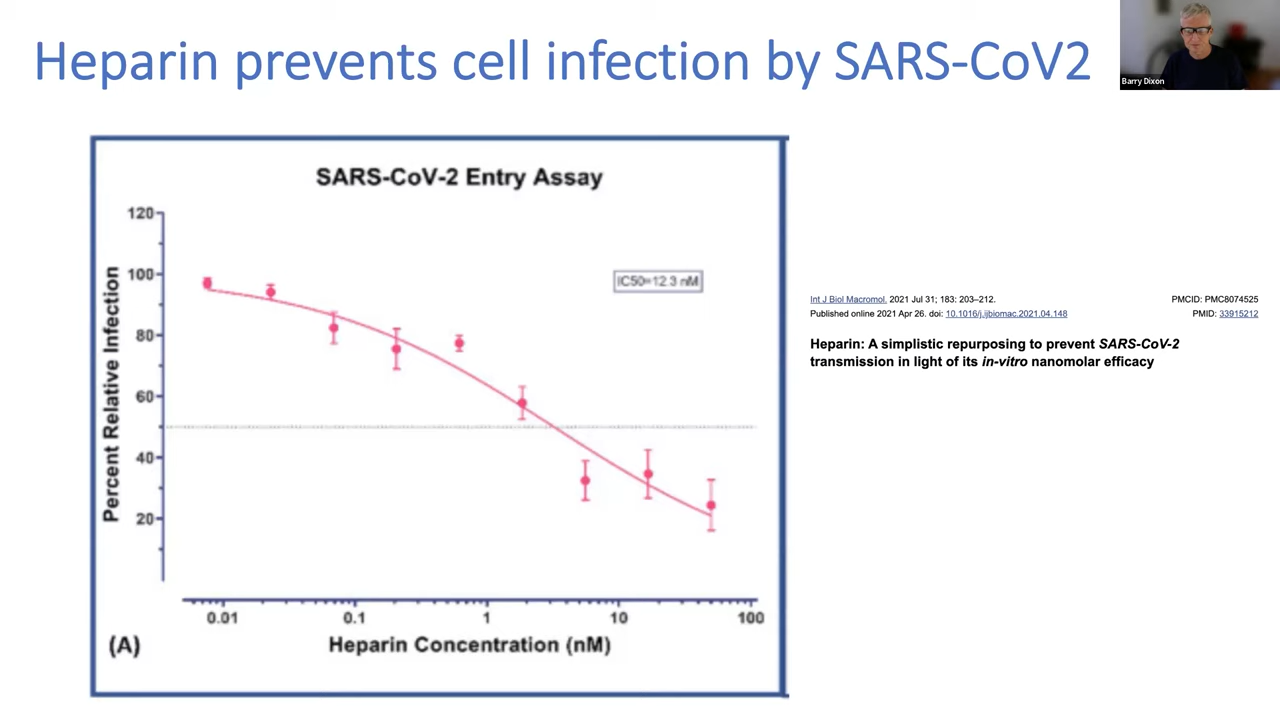 Heparin prevents cell infection by SARS-CoV2
Barry Dixon
SARS-CoV-2 Entry Assay
120
100
80
60
40
20
Percent Relative Infection
IC50=12.3 nM
0.01 0.1 1 10 100
(A)
Heparin Concentration (nM)
Int J Biol Macromol. 2021 Jul 31; 183: 203–212. PMCID: PMC8074525
Published online 2021 Apr 26. doi: 10.1016/j.ijbiomac.2021.04.148 PMID: 33915212
Heparin: A simplistic repurposing to prevent SARS-CoV-2
transmission in light of its in-vitro nanomolar efficacy